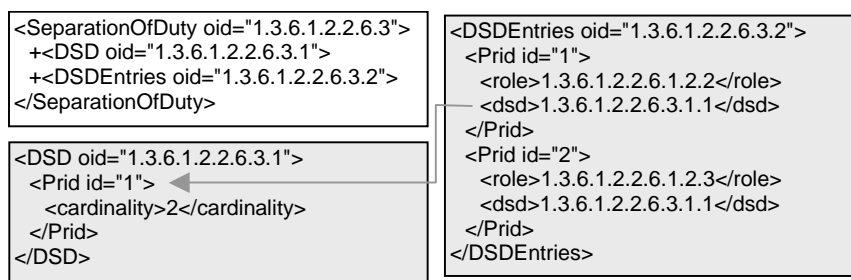 <SeparationOfDuty oid="1.3.6.1.2.2.6.3">
+<DSD oid="1.3.6.1.2.2.6.3.1">
+<DSDEntries oid="1.3.6.1.2.2.6.3.2">
</SeparationOfDuty>
<DSD oid="1.3.6.1.2.2.6.3.1">
<Prid id="1">
<cardinality>2</cardinality>
</Prid>
</DSD>
<DSDEntries oid="1.3.6.1.2.2.6.3.2">
<Prid id="1">
<role>1.3.6.1.2.2.6.1.2.2</role>
<dsd>1.3.6.1.2.2.6.3.1.1</dsd>
</Prid>
<Prid id="2">
<role>1.3.6.1.2.2.6.1.2.3</role>
<dsd>1.3.6.1.2.2.6.3.1.1</dsd>
</Prid>
</DSDEntries>